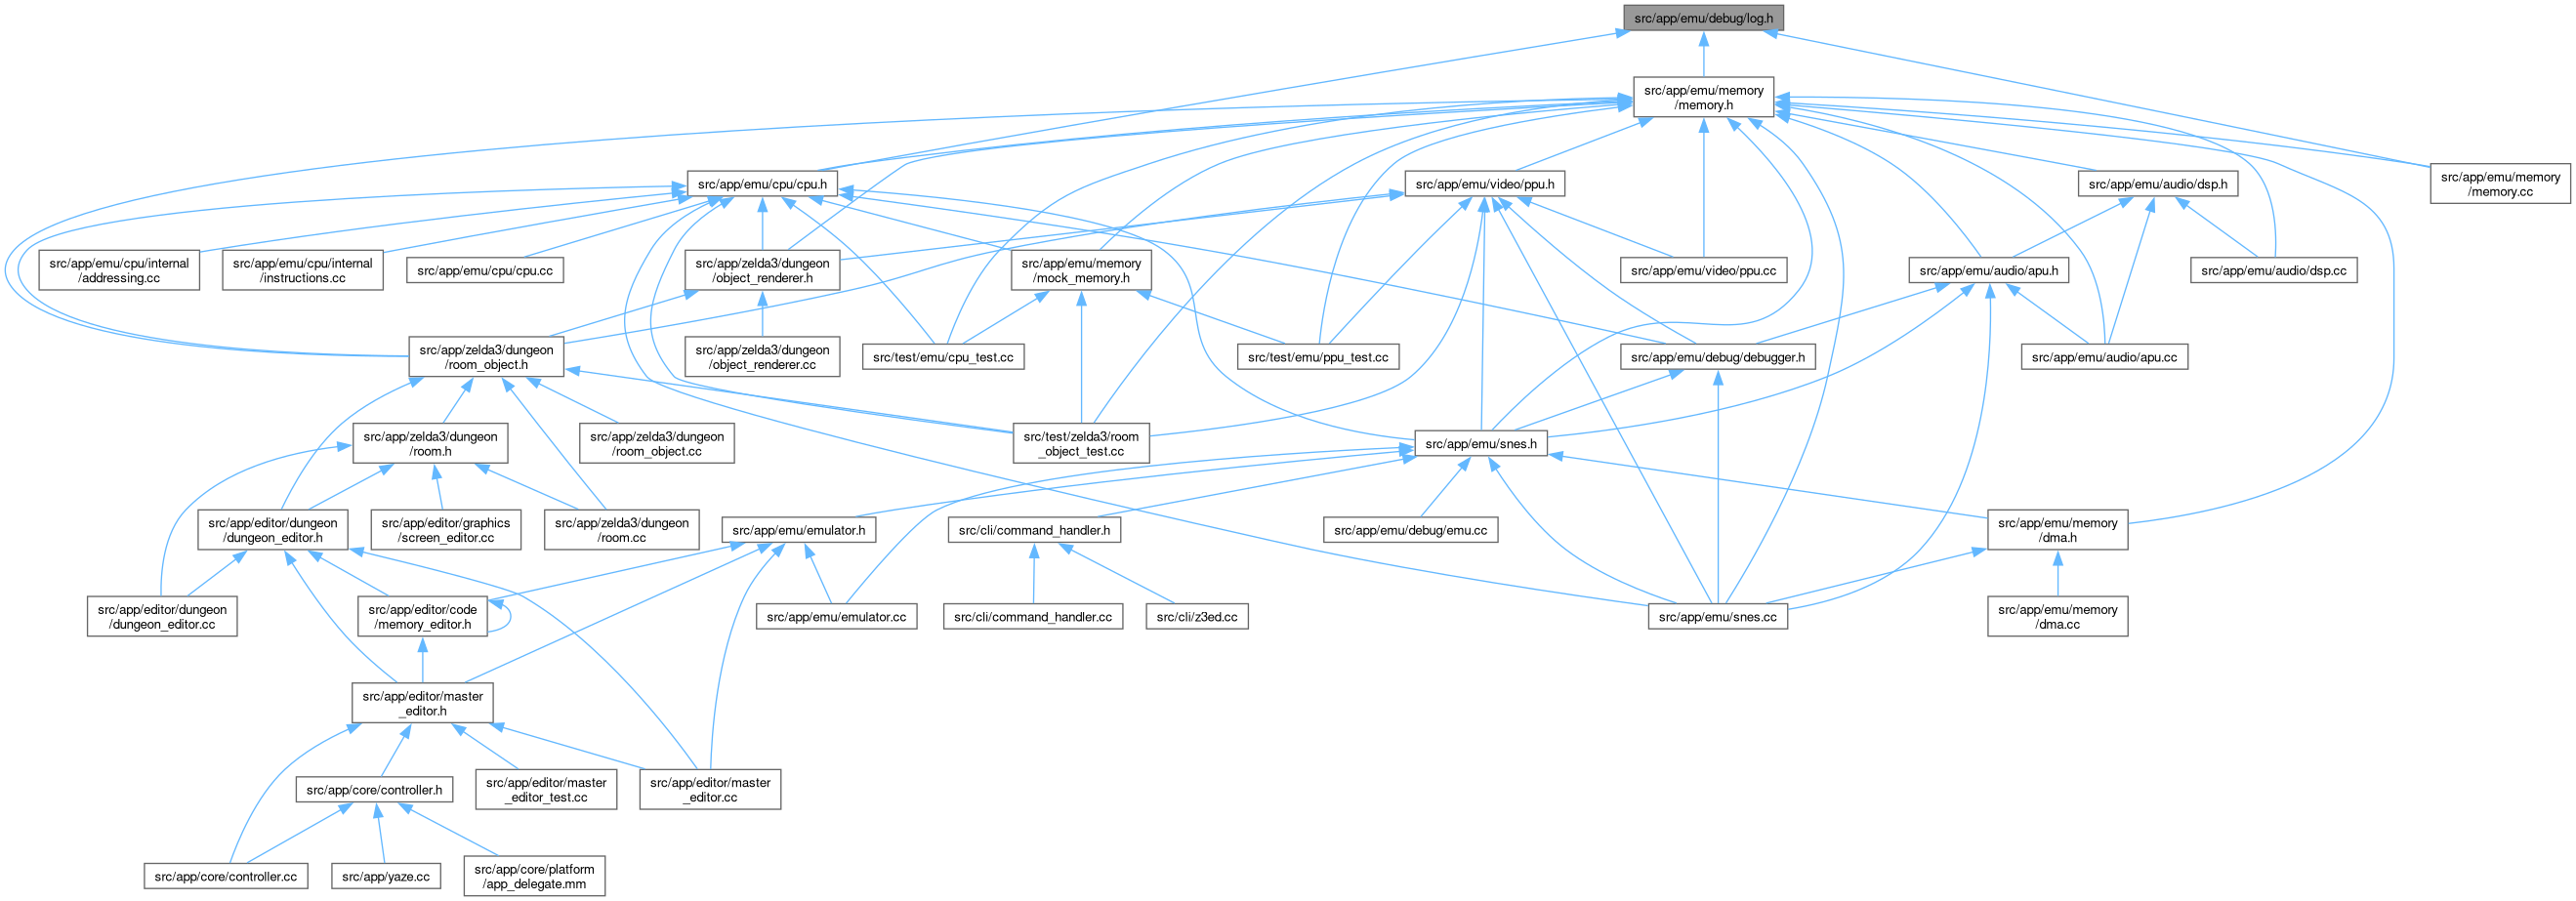 src/app/emu/debug/log.h
src/app/emu/memory
/memory.h
src/app/emu/cpu/cpu.h
src/app/emu/video/ppu.h
src/app/emu/audio/dsp.h
src/app/emu/memory
/memory.cc
src/app/emu/cpu/internal
/addressing.cc
src/app/emu/cpu/internal
/instructions.cc
src/app/emu/cpu/cpu.cc
src/app/zelda3/dungeon
/object_renderer.h
src/app/emu/memory
/mock_memory.h
src/app/emu/video/ppu.cc
src/app/emu/audio/apu.h
src/app/emu/audio/dsp.cc
src/app/zelda3/dungeon
/room_object.h
src/app/zelda3/dungeon
/object_renderer.cc
src/test/emu/cpu_test.cc
src/test/emu/ppu_test.cc
src/app/emu/debug/debugger.h
src/app/emu/audio/apu.cc
src/app/zelda3/dungeon
/room.h
src/app/zelda3/dungeon
/room_object.cc
src/test/zelda3/room
_object_test.cc
src/app/emu/snes.h
src/app/editor/dungeon
/dungeon_editor.h
src/app/editor/graphics
/screen_editor.cc
src/app/zelda3/dungeon
/room.cc
src/app/emu/emulator.h
src/cli/command_handler.h
src/app/emu/debug/emu.cc
src/app/emu/memory
/dma.h
src/app/editor/dungeon
/dungeon_editor.cc
src/app/editor/code
/memory_editor.h
src/app/emu/emulator.cc
src/cli/command_handler.cc
src/cli/z3ed.cc
src/app/emu/snes.cc
src/app/emu/memory
/dma.cc
src/app/editor/master
_editor.h
src/app/core/controller.h
src/app/editor/master
_editor_test.cc
src/app/editor/master
_editor.cc
src/app/core/controller.cc
src/app/yaze.cc
src/app/core/platform
/app_delegate.mm